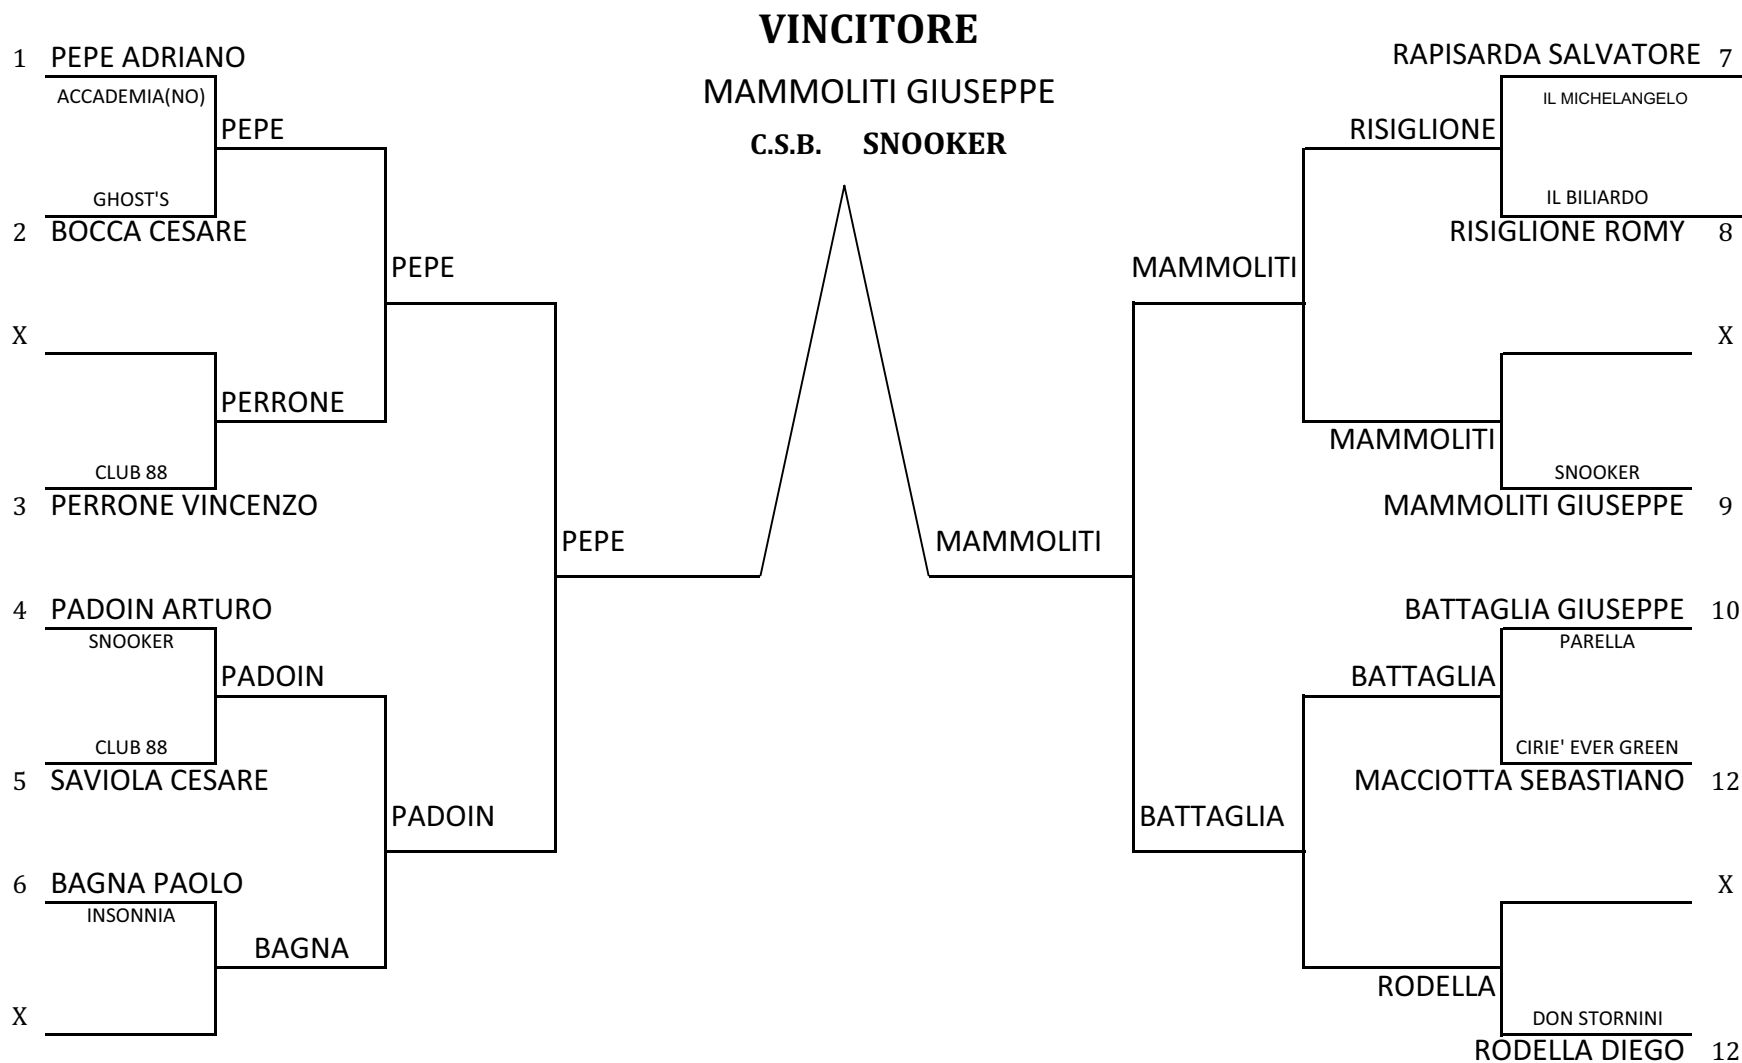 VINCITORE
MAMMOLITI GIUSEPPE
C.S.B. SNOOKER
1 PEPE ADRIANO
ACCADEMIA(NO)
PEPE
GHOST'S
2 BOCCA CESARE
PEPE
X
PERRONE
CLUB 88
3 PERRONE VINCENZO
PEPE
4 PADOIN ARTURO
SNOOKER
PADOIN
CLUB 88
5 SAVIOLA CESARE
PADOIN
6 BAGNA PAOLO
INSONNIA
BAGNA
X
RAPISARDA SALVATORE 7
IL MICHELANGELO
RISIGLIONE
IL BILIARDO
RISIGLIONE ROMY 8
MAMMOLITI
X
MAMMOLITI
SNOOKER
MAMMOLITI GIUSEPPE 9
MAMMOLITI
BATTAGLIA GIUSEPPE 10
PARELLA
BATTAGLIA
CIRIE' EVER GREEN
MACCIOTTA SEBASTIANO 12
BATTAGLIA
X
RODELLA
DON STORNINI
RODELLA DIEGO 12